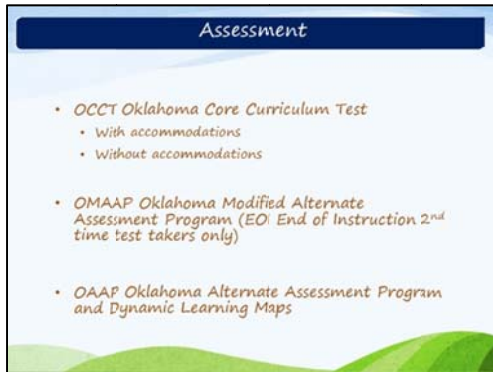 Assessment
• OCCT Oklahoma Core Curriculum Test
• With accommodations
• Without accommodations
• OMAAP Oklahoma Modified Alternate
Assessment Program (EOI End of Instruction 2nd
time test takers only)
• OAAP Oklahoma Alternate Assessment Program
and Dynamic Learning Maps